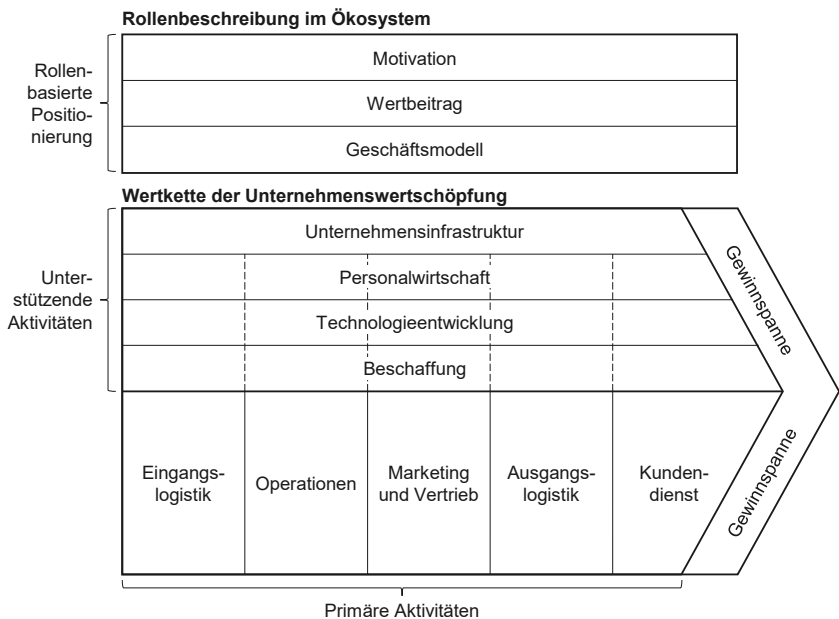 Rollenbeschreibung im Ökosystem
Rollen-
basierte
Positio-
nierung
Motivation
Wertbeitrag
Geschäftsmodell
Wertkette der Unternehmenswertschöpfung
Unter-
stützende
Aktivitäten
Unternehmensinfrastruktur
Personalwirtschaft
Technologieentwicklung
Beschaffung
Gewinnspanne
Eingangs-
logistik
Operationen
Marketing
und Vertrieb
Ausgangs-
logistik
Kunden-
dienst
Gewinnspanne
Primäre Aktivitäten